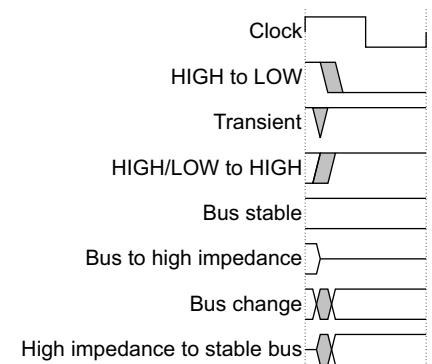 Clock
HIGH to LOW
Transient
HIGH/LOW to HIGH
Bus stable
Bus to high impedance
Bus change
High impedance to stable bus